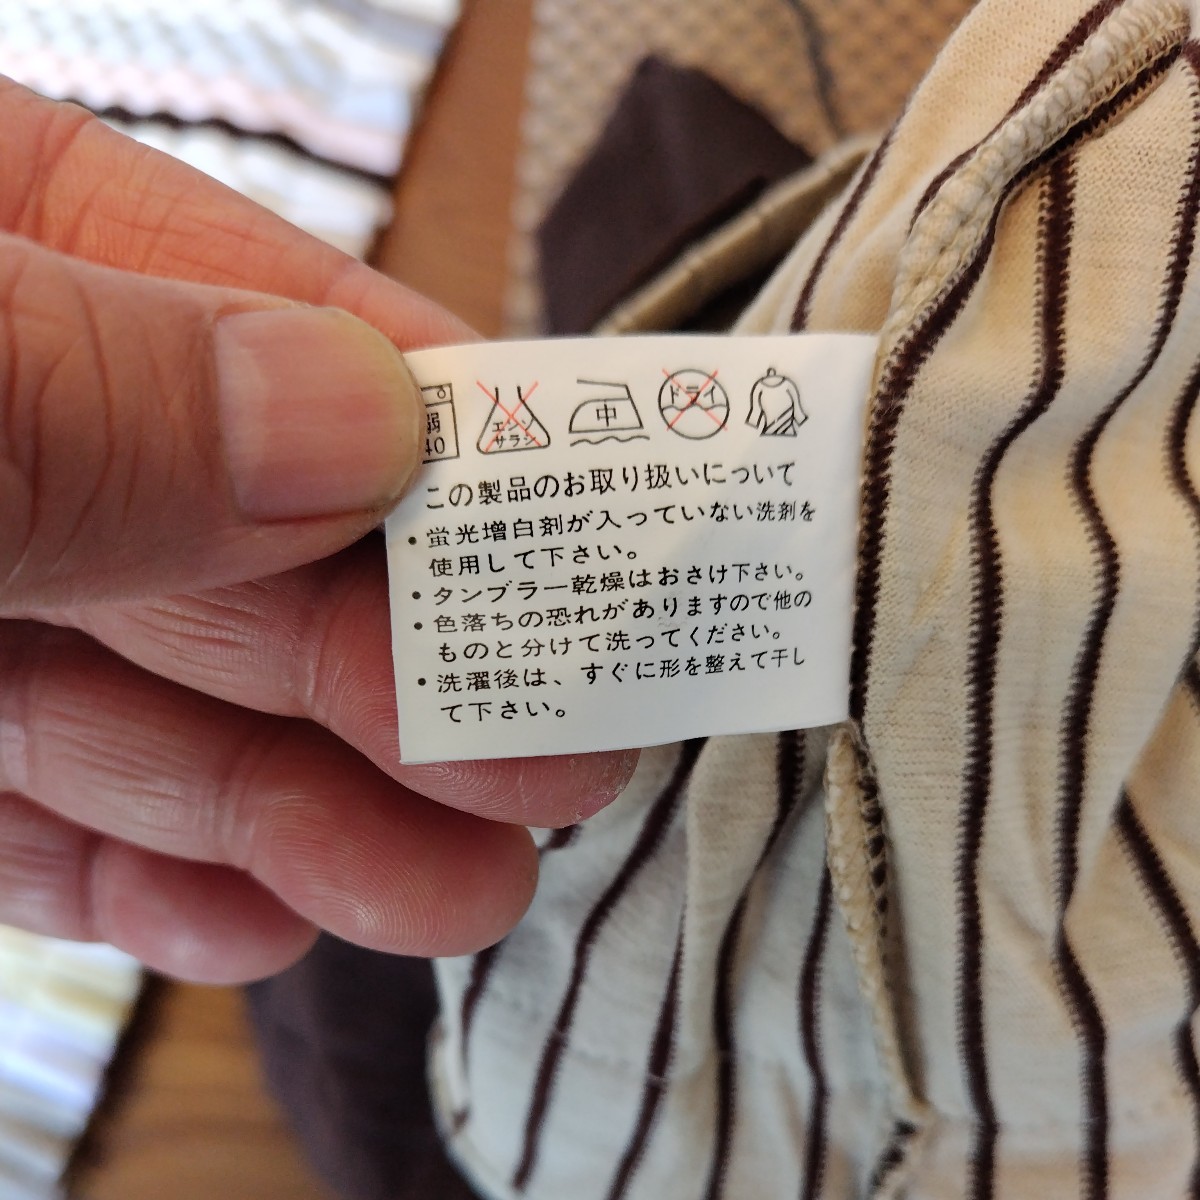 弱
40
エンソ
サラシ
中
ドライ
この製品のお取り扱いについて
• 蛍光増白剤が入っていない洗剤を
使用して下さい。
• タンブラー乾燥はおさけ下さい。
• 色落ちの恐れがありますので他の
ものと分けて洗ってください。
• 洗濯後は、すぐに形を整えて干し
て下さい。